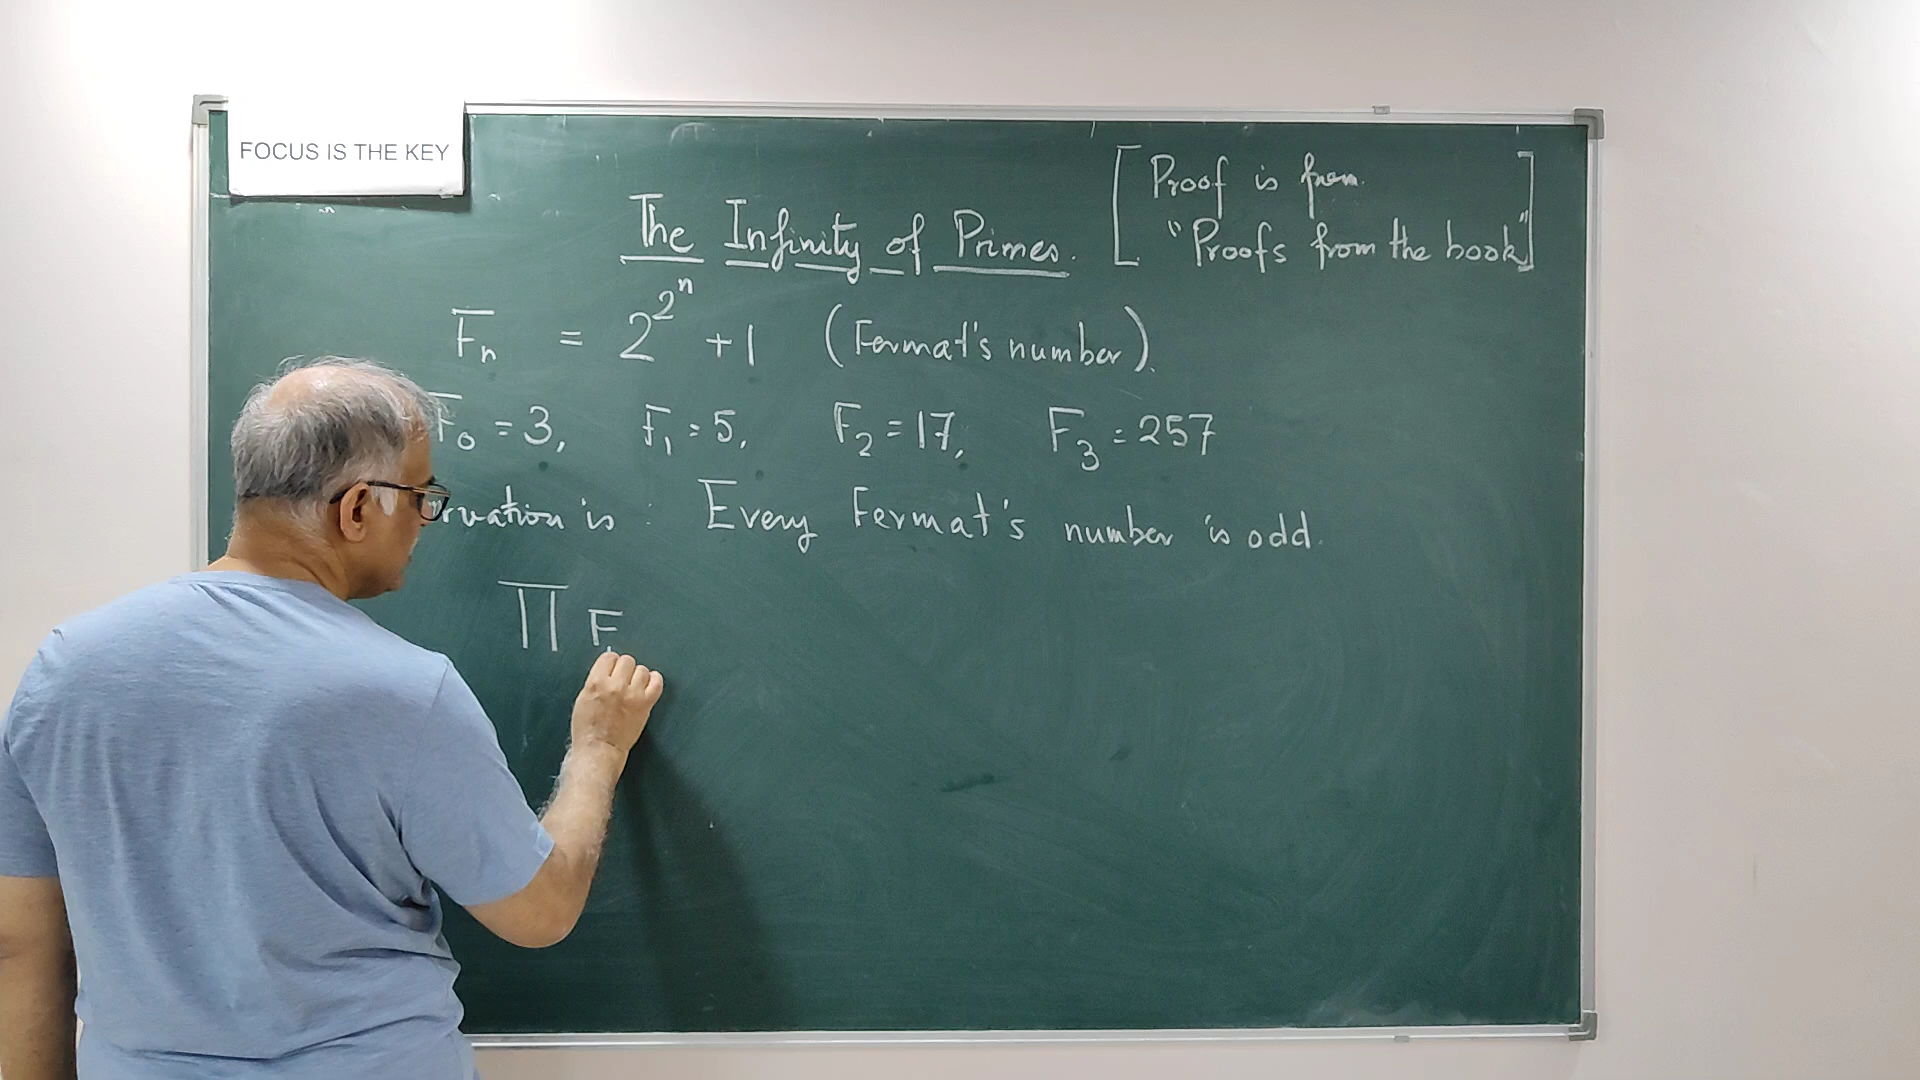 FOCUS IS THE KEY
[Proof is from
"Proofs from the book"]
The Infinity of Primes.
Fₙ = 2^2^n + 1 (Fermat's number).
F₀ = 3, F₁ = 5, F₂ = 17, F₃ = 257
rvation is : Every Fermat's number is odd.
∏ F